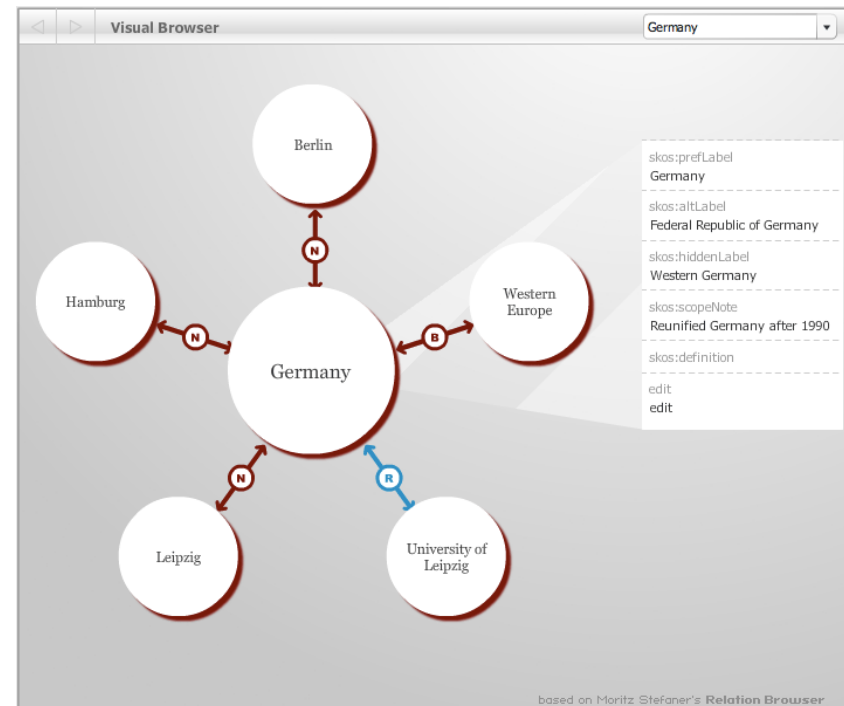 Visual Browser
Germany
Berlin
N
Hamburg
N
Western
Europe
B
Germany
N
R
Leipzig
University of
Leipzig
skos:prefLabel
Germany
skos:altLabel
Federal Republic of Germany
skos:hiddenLabel
Western Germany
skos:scopeNote
Reunified Germany after 1990
skos:definition
edit
edit
based on Moritz Stefaner's Relation Browser